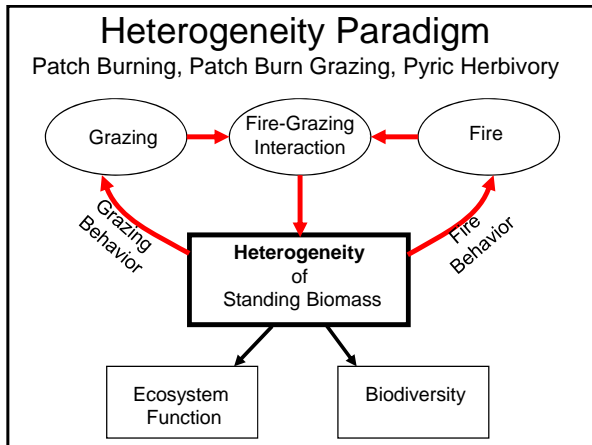 Heterogeneity Paradigm
Patch Burning, Patch Burn Grazing, Pyric Herbivory
Grazing
Fire-Grazing
Interaction
Fire
Grazing
Behavior
Fire
Behavior
Heterogeneity
of
Standing Biomass
Ecosystem
Function
Biodiversity